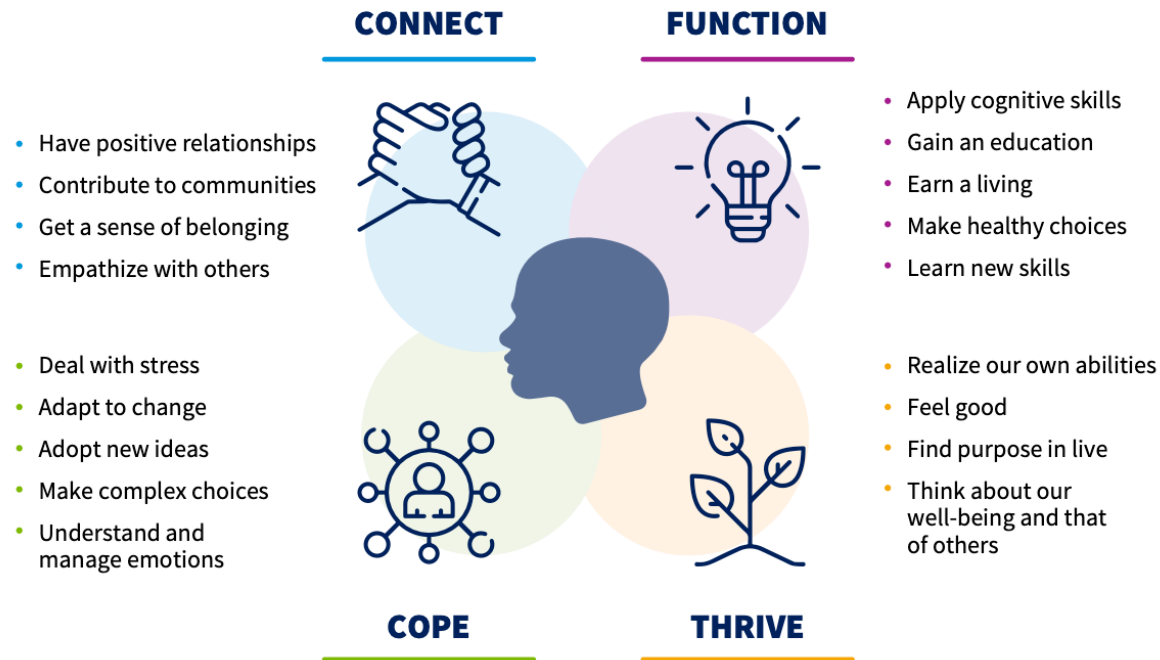 CONNECT
Have positive relationships
Contribute to communities
Get a sense of belonging
Empathize with others
FUNCTION
Apply cognitive skills
Gain an education
Earn a living
Make healthy choices
Learn new skills
Deal with stress
Adapt to change
Adopt new ideas
Make complex choices
Understand and
manage emotions
COPE
Realize our own abilities
Feel good
Find purpose in live
Think about our
well-being and that
of others
THRIVE